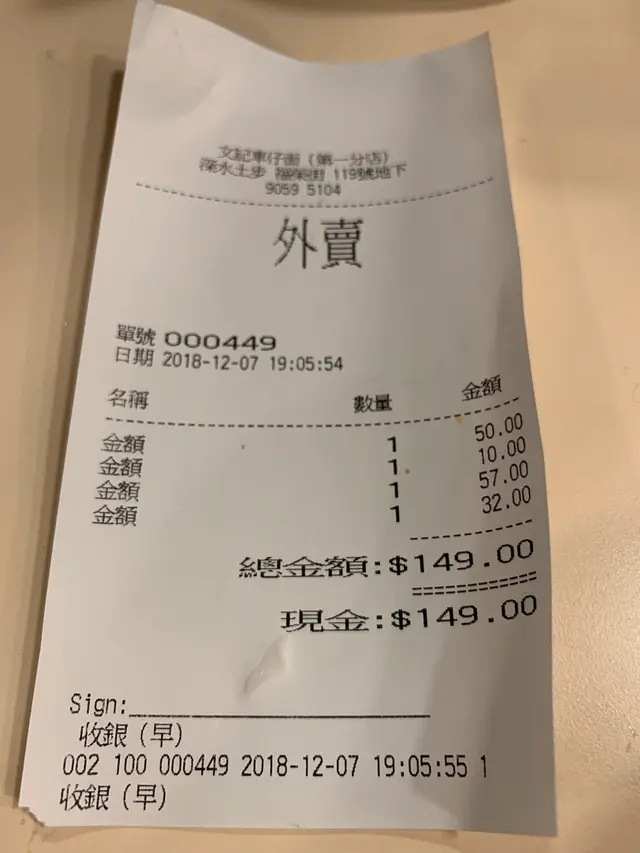 文記車仔面（第一分店）
深水土步 福榮街 119號地下
9059 5104
外賣
單號 000449
日期 2018-12-07 19:05:54
名稱 數量 金額
金額 1 50.00
金額 1 10.00
金額 1 57.00
金額 1 32.00
總金額:$149.00
現金:$149.00
Sign:
收銀（早）
002 100 000449 2018-12-07 19:05:55 1
收銀（早）